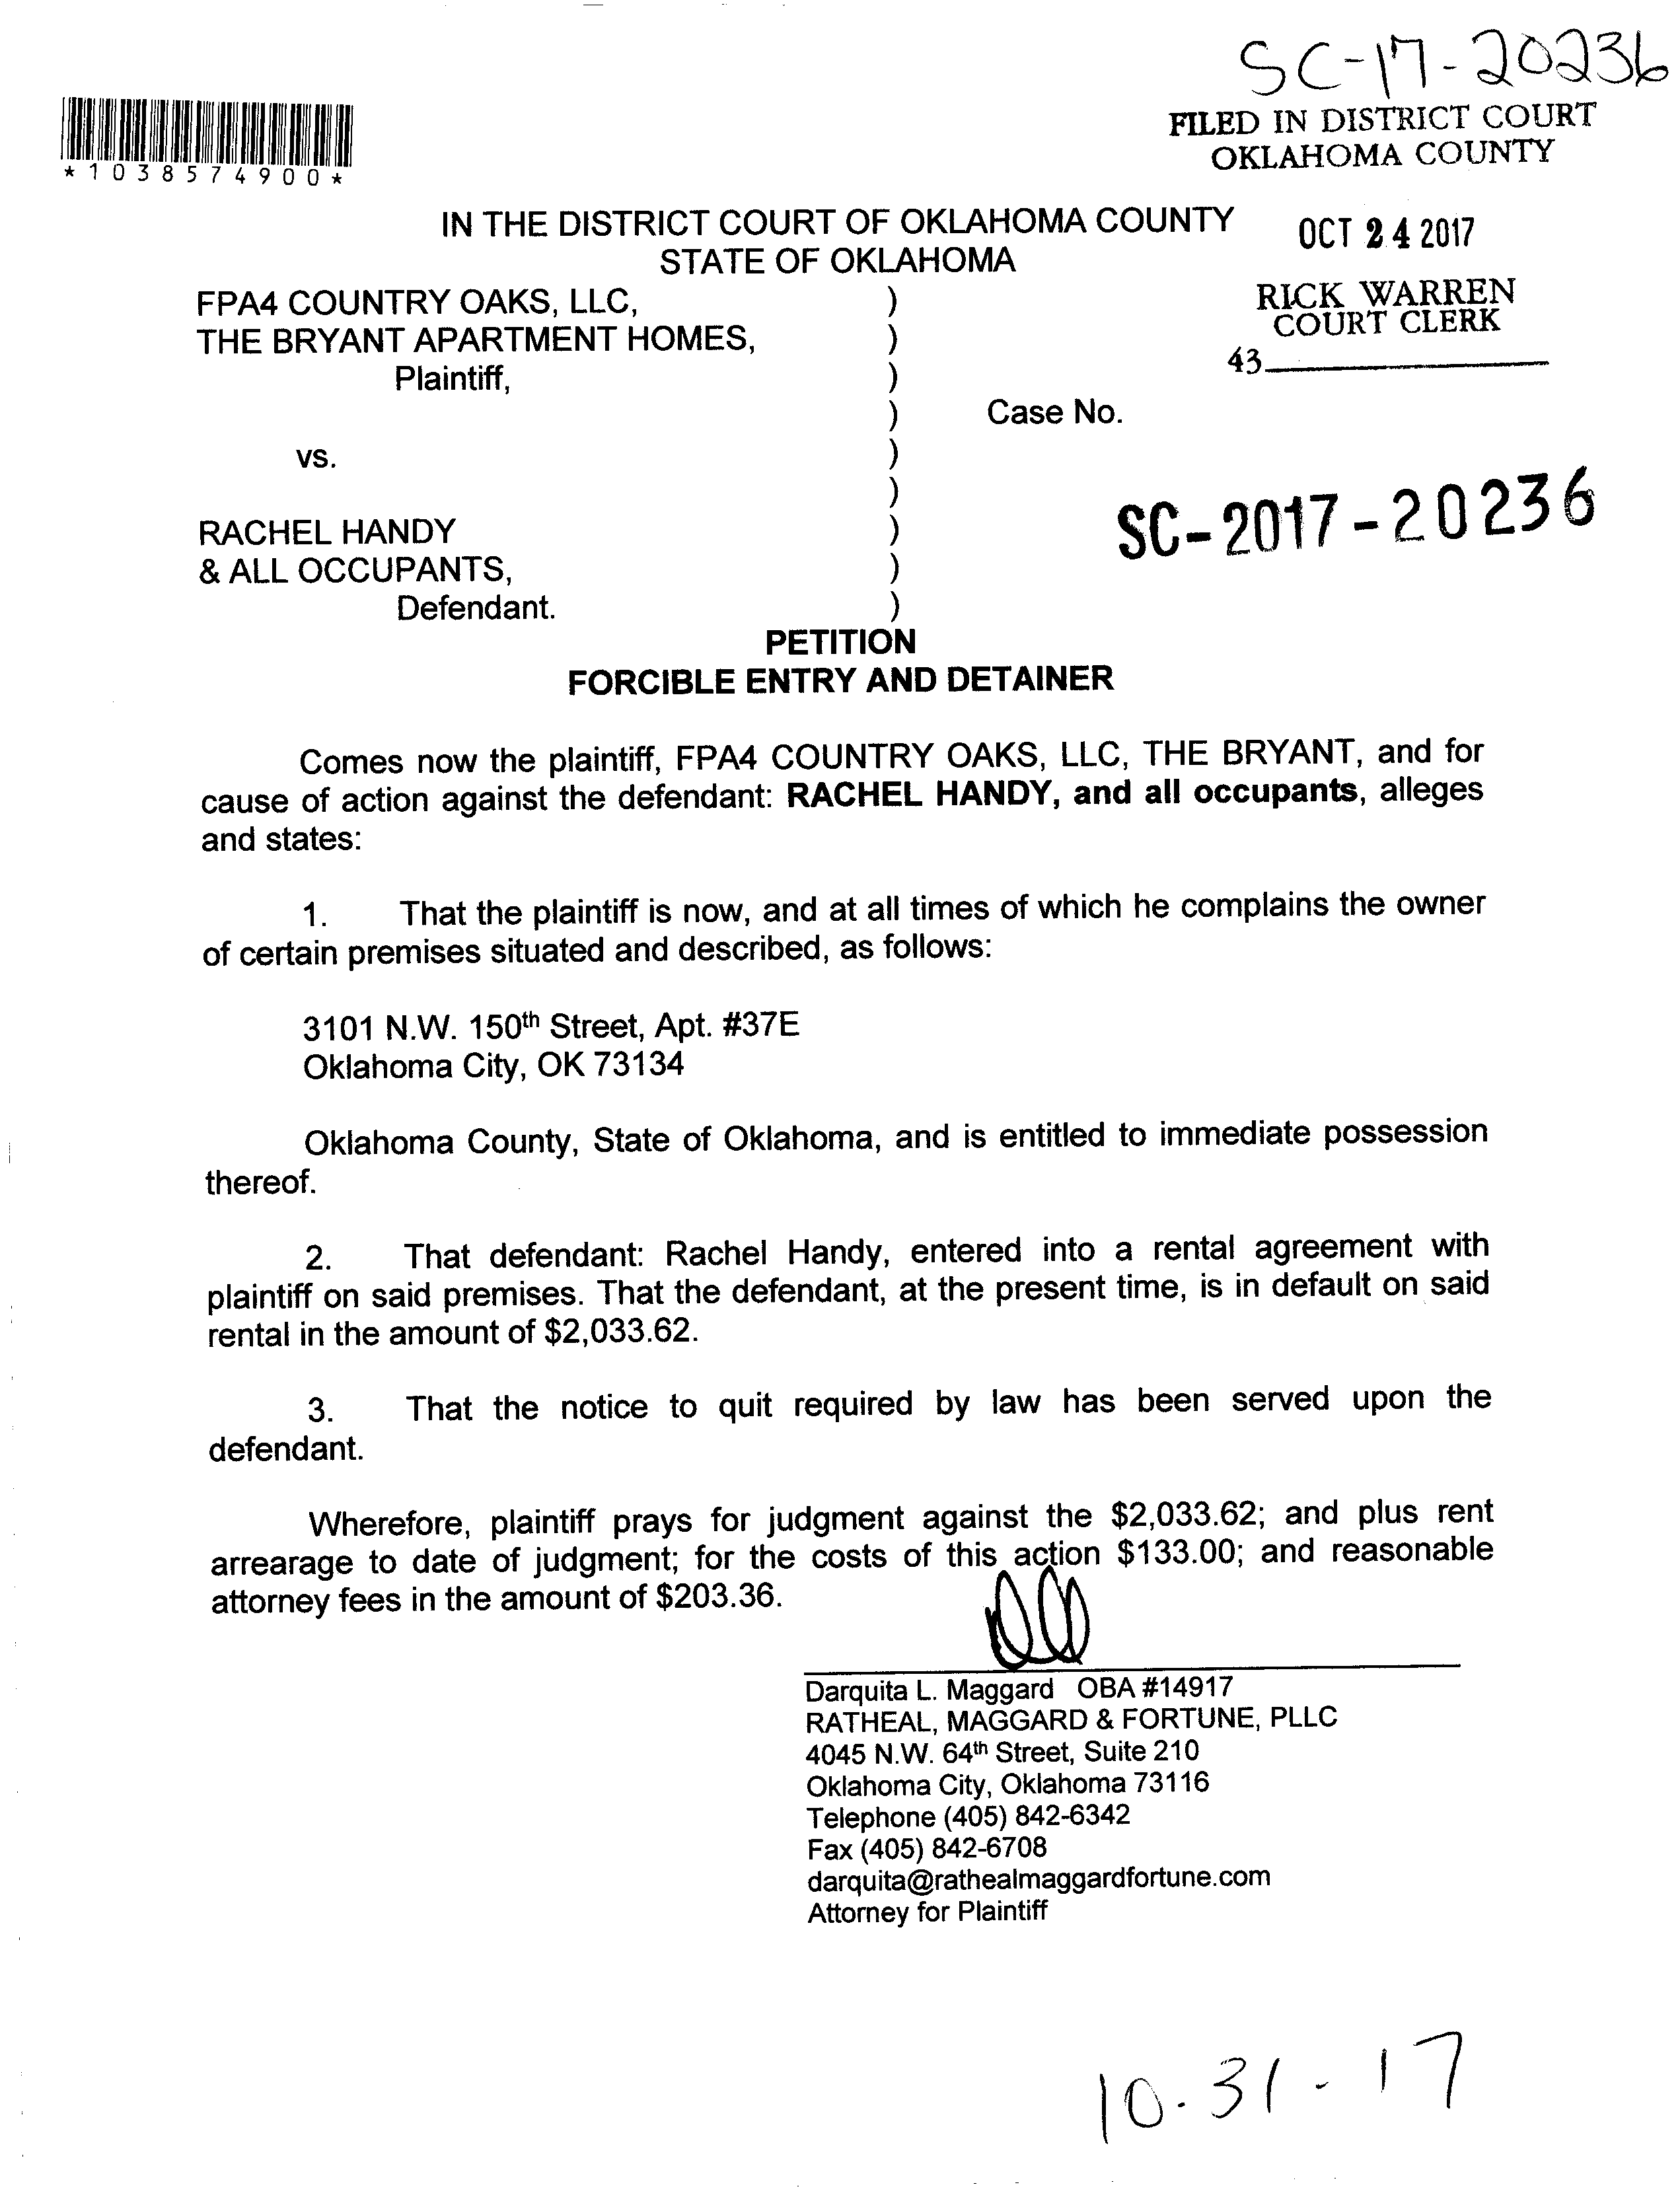 SC-17-20236
FILED IN DISTRICT COURT
OKLAHOMA COUNTY
*1038574900*
IN THE DISTRICT COURT OF OKLAHOMA COUNTY
STATE OF OKLAHOMA
OCT 24 2017
FPA4 COUNTRY OAKS, LLC, )
THE BRYANT APARTMENT HOMES, )
Plaintiff, )
RICK WARREN
COURT CLERK
43
) Case No.
vs. )
)
SC-2017-20236
RACHEL HANDY )
& ALL OCCUPANTS, )
Defendant. )
PETITION
FORCIBLE ENTRY AND DETAINER
Comes now the plaintiff, FPA4 COUNTRY OAKS, LLC, THE BRYANT, and for
cause of action against the defendant: RACHEL HANDY, and all occupants, alleges
and states:
1. That the plaintiff is now, and at all times of which he complains the owner
of certain premises situated and described, as follows:
3101 N.W. 150th Street, Apt. #37E
Oklahoma City, OK 73134
Oklahoma County, State of Oklahoma, and is entitled to immediate possession
thereof.
2. That defendant: Rachel Handy, entered into a rental agreement with
plaintiff on said premises. That the defendant, at the present time, is in default on said
rental in the amount of $2,033.62.
3. That the notice to quit required by law has been served upon the
defendant.
Wherefore, plaintiff prays for judgment against the $2,033.62; and plus rent
arrearage to date of judgment; for the costs of this action $133.00; and reasonable
attorney fees in the amount of $203.36.
Darquita L. Maggard OBA #14917
RATHEAL, MAGGARD & FORTUNE, PLLC
4045 N.W. 64th Street, Suite 210
Oklahoma City, Oklahoma 73116
Telephone (405) 842-6342
Fax (405) 842-6708
darquita@rathealmaggardfortune.com
Attorney for Plaintiff
10-31-17